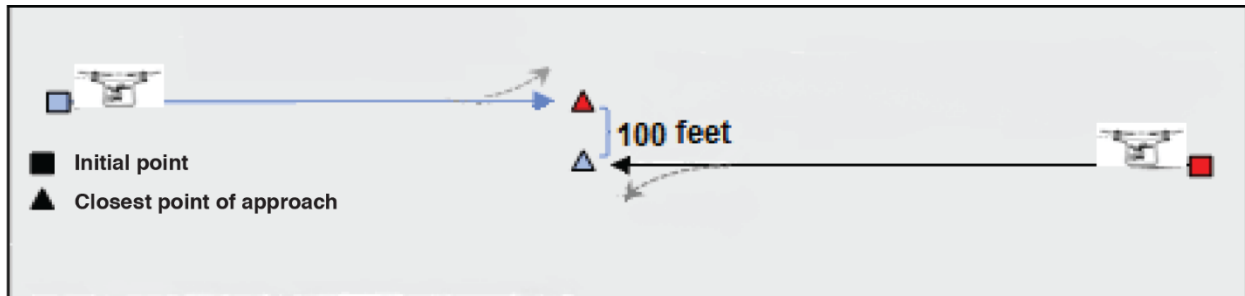 100 feet
Initial point
Closest point of approach